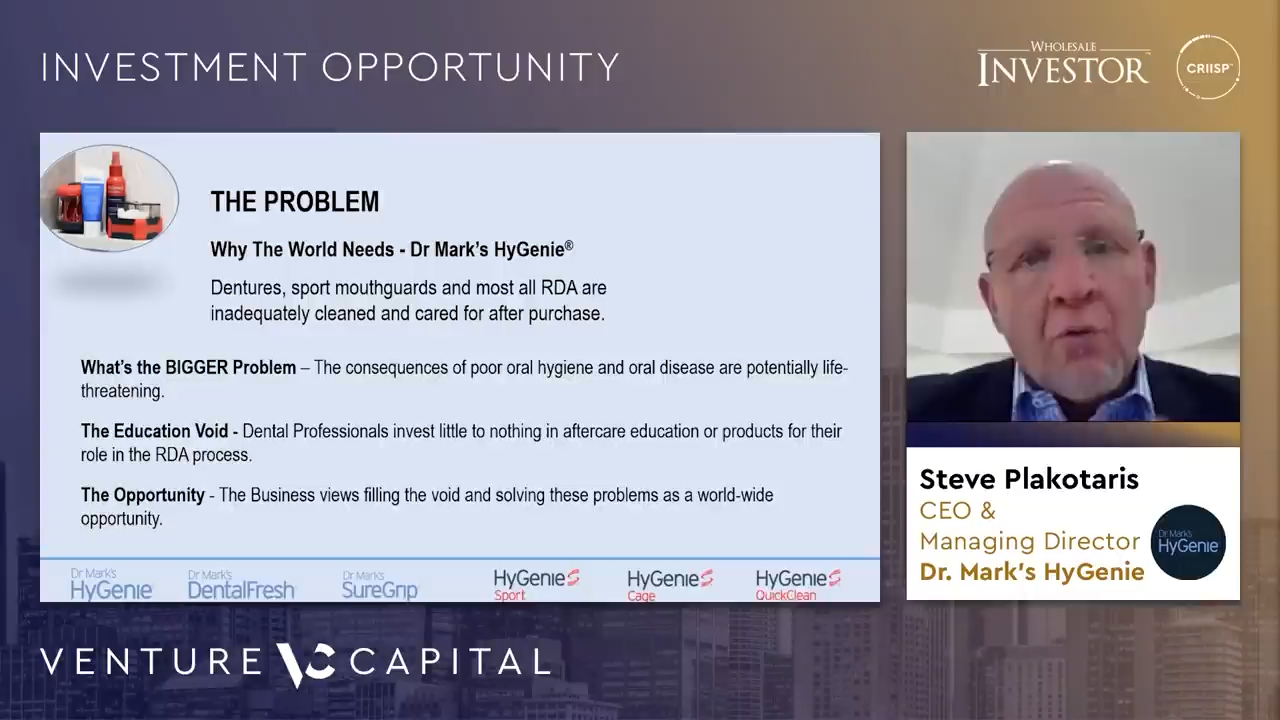 INVESTMENT OPPORTUNITY
WHOLESALE
INVESTOR
CRIISP™
THE PROBLEM
Why The World Needs - Dr Mark's HyGenie®
Dentures, sport mouthguards and most all RDA are
inadequately cleaned and cared for after purchase.
What's the BIGGER Problem – The consequences of poor oral hygiene and oral disease are potentially life-
threatening.
The Education Void - Dental Professionals invest little to nothing in aftercare education or products for their
role in the RDA process.
The Opportunity - The Business views filling the void and solving these problems as a world-wide
opportunity.
Dr Mark's
HyGenie
Dr Mark's
DentalFresh
Dr Mark's
SureGrip
HyGenie S
Sport
HyGenie S
Cage
HyGenie S
QuickClean
Steve Plakotaris
CEO &
Managing Director
Dr. Mark's HyGenie
Dr Mark's
HyGenie
VENTURE VC CAPITAL